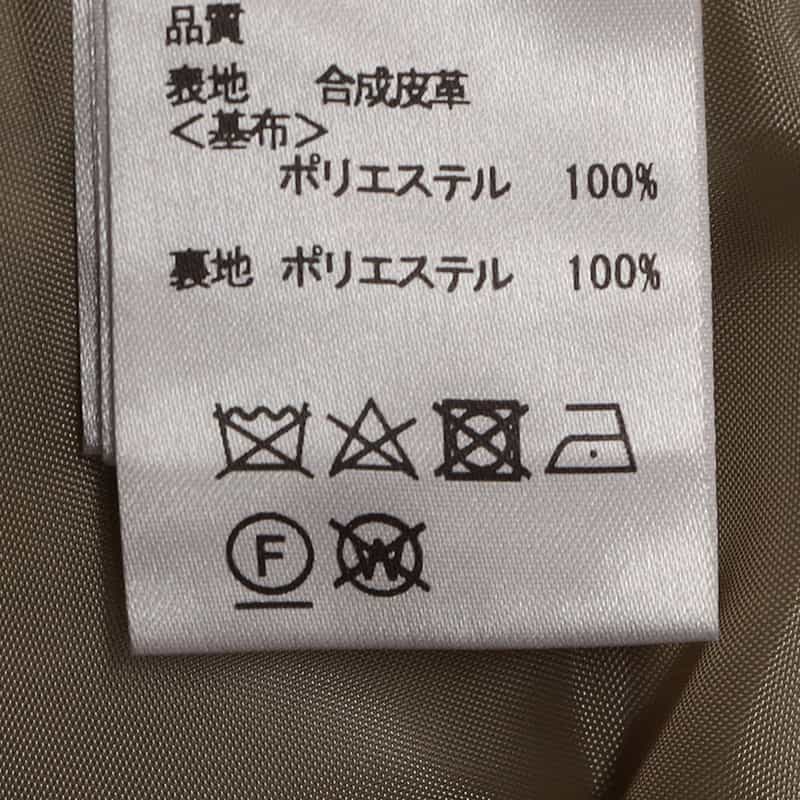 品質
表地 合成皮革
＜基布＞
ポリエステル 100%
裏地 ポリエステル 100%
F W